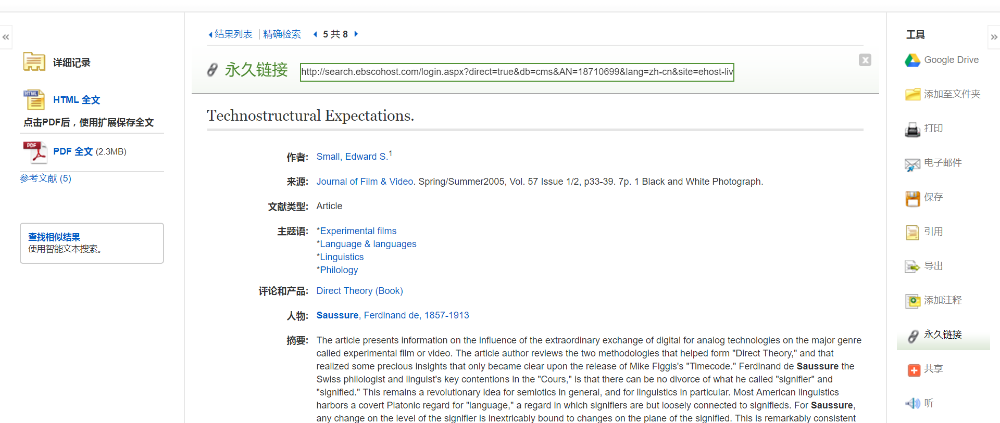 详细记录
HTML 全文
点击PDF后，使用扩展保存全文
PDF 全文 (2.3MB)
参考文献 (5)
查找相似结果
使用智能文本搜索。
结果列表 精确检索 5 共 8
永久链接 http://search.ebscohost.com/login.aspx?direct=true&db=cms&AN=18710699&lang=zh-cn&site=ehost-liv
Technostructural Expectations.
作者: Small, Edward S.1
来源: Journal of Film & Video. Spring/Summer2005, Vol. 57 Issue 1/2, p33-39. 7p. 1 Black and White Photograph.
文献类型: Article
主题语: *Experimental films
*Language & languages
*Linguistics
*Philology
评论和产品: Direct Theory (Book)
人物: Saussure, Ferdinand de, 1857-1913
摘要: The article presents information on the influence of the extraordinary exchange of digital for analog technologies on the major genre
called experimental film or video. The article author reviews the two methodologies that helped form "Direct Theory," and that
realized some precious insights that only became clear upon the release of Mike Figgis's "Timecode." Ferdinand de Saussure the
Swiss philologist and linguist's key contentions in the "Cours," is that there can be no divorce of what he called "signifier" and
"signified." This remains a revolutionary idea for semiotics in general, and for linguistics in particular. Most American linguistics
harbors a covert Platonic regard for "language," a regard in which signifiers are but loosely connected to signifieds. For Saussure,
any change on the level of the signifier is inextricably bound to changes on the plane of the signified. This is remarkably consistent
工具
Google Drive
添加至文件夹
打印
电子邮件
保存
引用
导出
添加注释
永久链接
共享
听